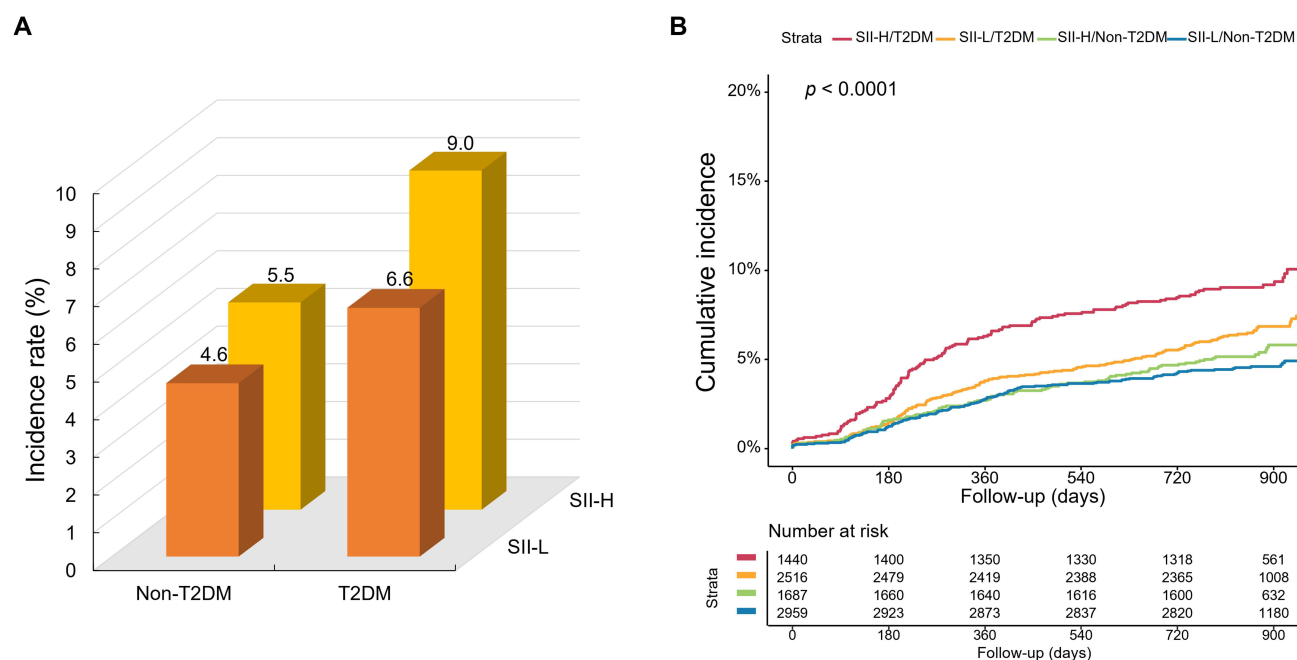 A
10
9
8
7
6
5
4
3
2
1
0
Incidence rate (%)
4.6
5.5
6.6
9.0
SII-H
SII-L
Non-T2DM T2DM
B
Strata SII-H/T2DM SII-L/T2DM SII-H/Non-T2DM SII-L/Non-T2DM
p < 0.0001
Cumulative incidence
20%
15%
10%
5%
0%
0 180 360 540 720 900
Follow-up (days)
Number at risk
Strata
1440 1400 1350 1330 1318 561
2516 2479 2419 2388 2365 1008
1687 1660 1640 1616 1600 632
2959 2923 2873 2837 2820 1180
0 180 360 540 720 900
Follow-up (days)